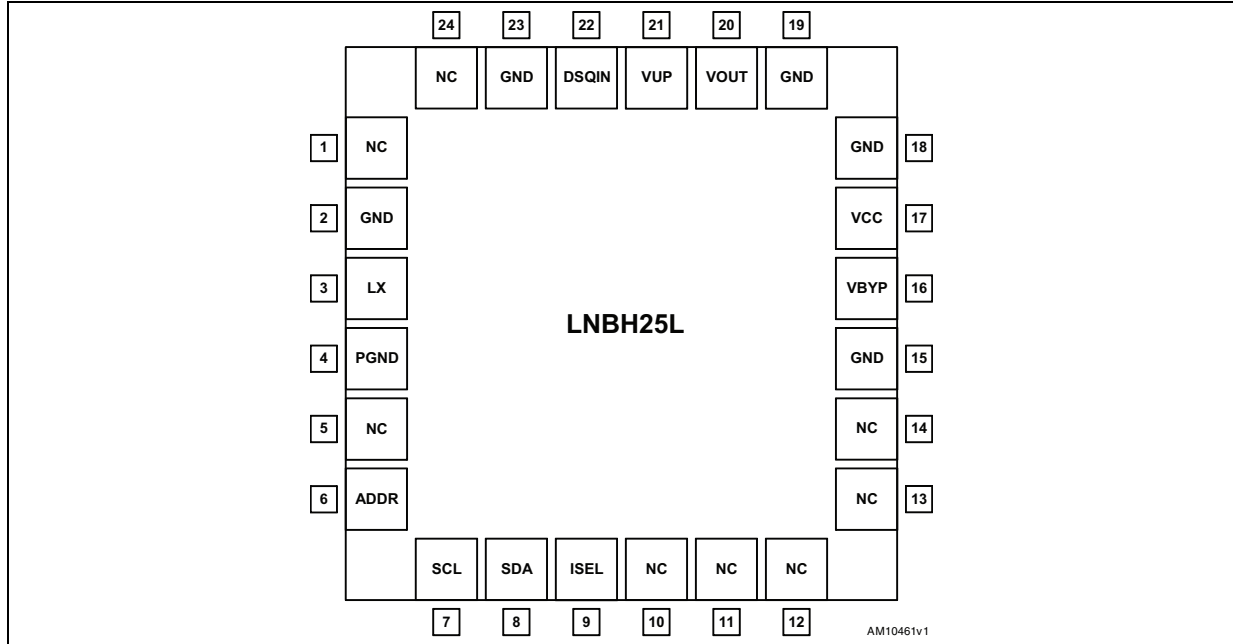 24 23 22 21 20 19
NC GND DSQIN VUP VOUT GND
1 NC GND 18
2 GND VCC 17
3 LX VBYP 16
LNBH25L
4 PGND GND 15
5 NC NC 14
6 ADDR NC 13
SCL SDA ISEL NC NC NC
7 8 9 10 11 12
AM10461v1